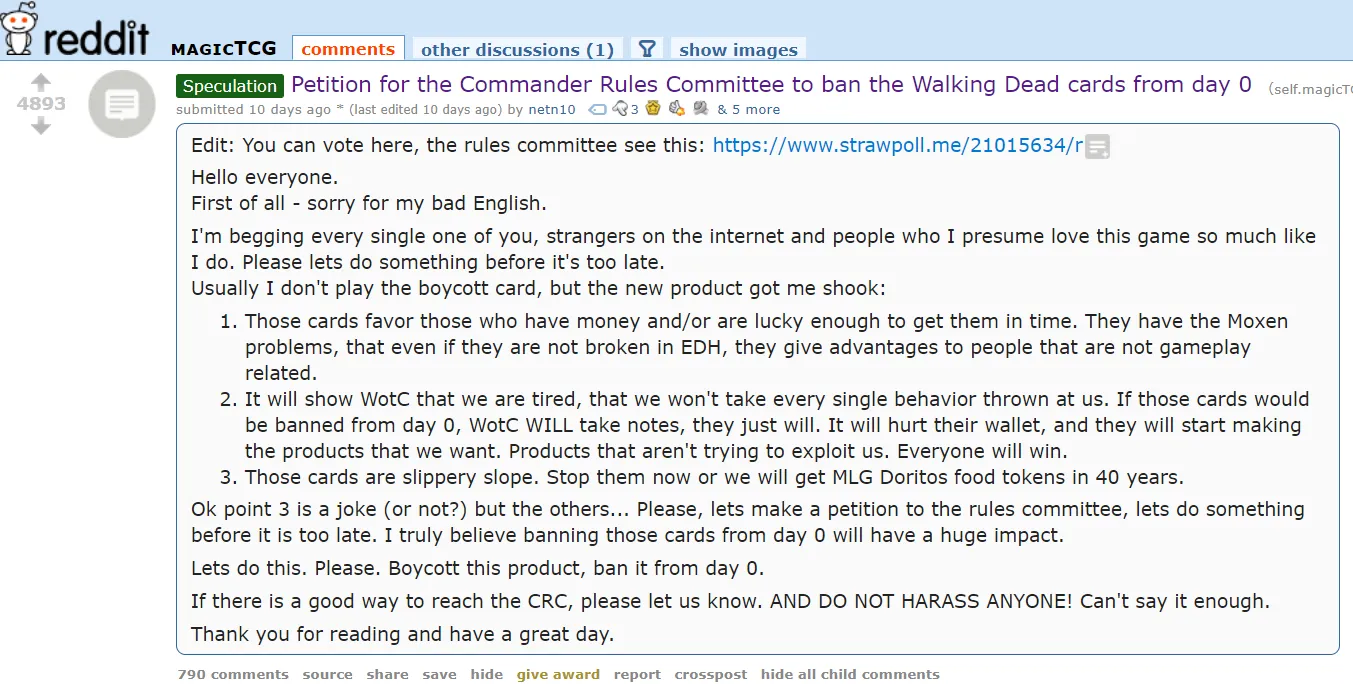 reddit MAGICTCG comments other discussions (1) show images
4893
Speculation Petition for the Commander Rules Committee to ban the Walking Dead cards from day 0 (self.magicTC
submitted 10 days ago * (last edited 10 days ago) by netn10 3 & 5 more
Edit: You can vote here, the rules committee see this: https://www.strawpoll.me/21015634/r
Hello everyone.
First of all - sorry for my bad English.
I'm begging every single one of you, strangers on the internet and people who I presume love this game so much like
I do. Please lets do something before it's too late.
Usually I don't play the boycott card, but the new product got me shook:
1. Those cards favor those who have money and/or are lucky enough to get them in time. They have the Moxen
problems, that even if they are not broken in EDH, they give advantages to people that are not gameplay
related.
2. It will show WotC that we are tired, that we won't take every single behavior thrown at us. If those cards would
be banned from day 0, WotC WILL take notes, they just will. It will hurt their wallet, and they will start making
the products that we want. Products that aren't trying to exploit us. Everyone will win.
3. Those cards are slippery slope. Stop them now or we will get MLG Doritos food tokens in 40 years.
Ok point 3 is a joke (or not?) but the others... Please, lets make a petition to the rules committee, lets do something
before it is too late. I truly believe banning those cards from day 0 will have a huge impact.
Lets do this. Please. Boycott this product, ban it from day 0.
If there is a good way to reach the CRC, please let us know. AND DO NOT HARASS ANYONE! Can't say it enough.
Thank you for reading and have a great day.
790 comments source share save hide give award report crosspost hide all child comments